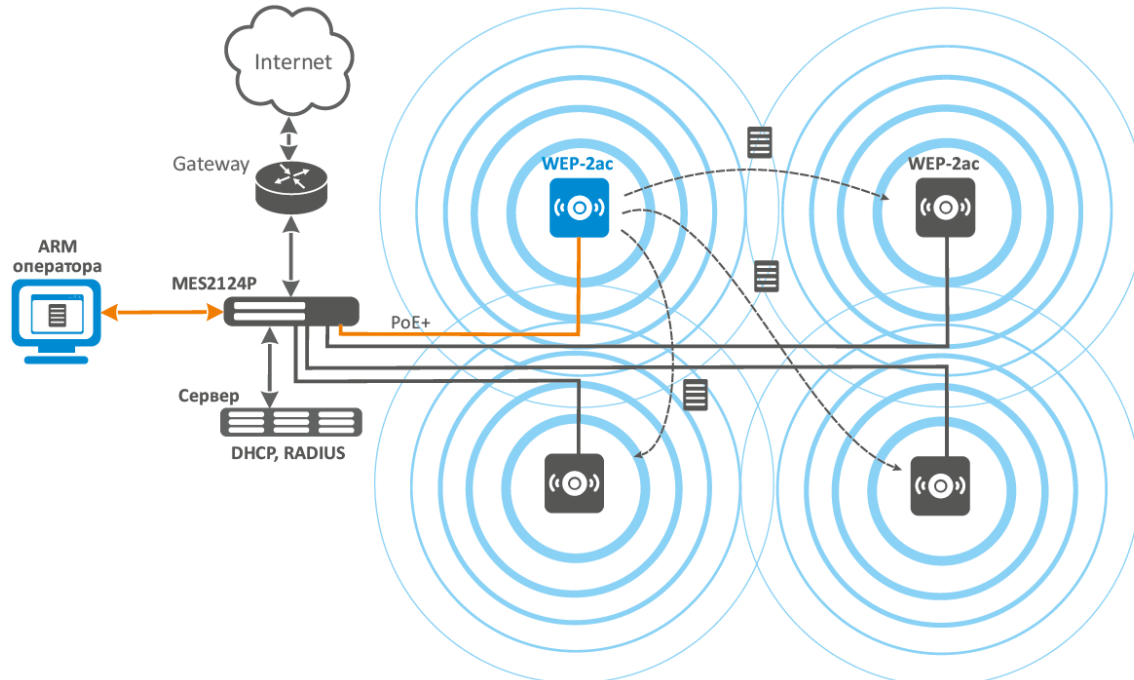 Internet
Gateway
WEP-2ac
WEP-2ac
ARM
оператора
MES2124P
PoE+
Сервер
DHCP, RADIUS